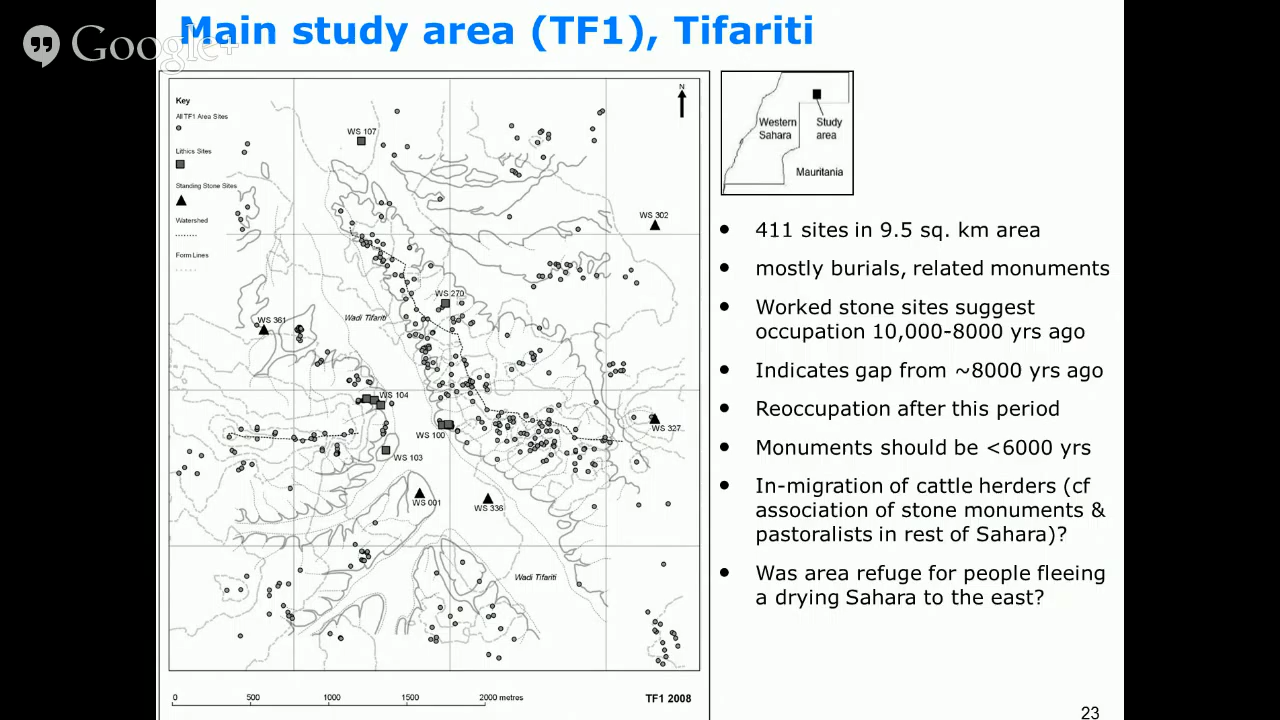 Google+
Main study area (TF1), Tifariti
Key
All TF1 Area Sites
Lithics Sites
Standing Stone Sites
Watershed
Form Lines
N
WS 107
WS 302
WS 270
WS 361
Wadi Tifariti
WS 104
WS 100
WS 327
WS 103
WS 001
WS 336
Wadi Tifariti
0 500 1000 1500 2000 metres
TF1 2008
Western
Sahara
Study
area
Mauritania
• 411 sites in 9.5 sq. km area
• mostly burials, related monuments
• Worked stone sites suggest
occupation 10,000-8000 yrs ago
• Indicates gap from ~8000 yrs ago
• Reoccupation after this period
• Monuments should be <6000 yrs
• In-migration of cattle herders (cf
association of stone monuments &
pastoralists in rest of Sahara)?
• Was area refuge for people fleeing
a drying Sahara to the east?
23